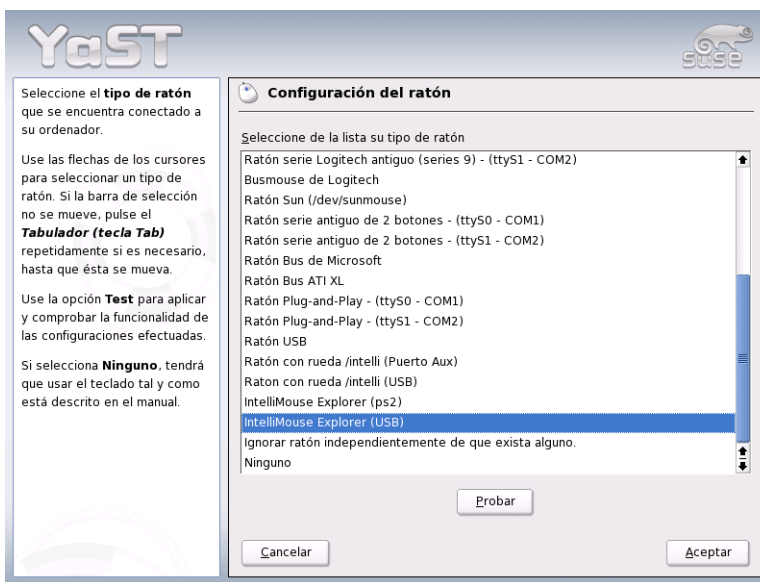 YaST
SUSE
Seleccione el tipo de ratón
que se encuentra conectado a
su ordenador.
Use las flechas de los cursores
para seleccionar un tipo de
ratón. Si la barra de selección
no se mueve, pulse el
Tabulador (tecla Tab)
repetidamente si es necesario,
hasta que ésta se mueva.
Use la opción Test para aplicar
y comprobar la funcionalidad de
las configuraciones efectuadas.
Si selecciona Ninguno, tendrá
que usar el teclado tal y como
está descrito en el manual.
Configuración del ratón
Seleccione de la lista su tipo de ratón
Ratón serie Logitech antiguo (series 9) - (ttyS1 - COM2)
Busmouse de Logitech
Ratón Sun (/dev/sunmouse)
Ratón serie antiguo de 2 botones - (ttyS0 - COM1)
Ratón serie antiguo de 2 botones - (ttyS1 - COM2)
Ratón Bus de Microsoft
Ratón Bus ATI XL
Ratón Plug-and-Play - (ttyS0 - COM1)
Ratón Plug-and-Play - (ttyS1 - COM2)
Ratón USB
Ratón con rueda /intelli (Puerto Aux)
Raton con rueda /intelli (USB)
IntelliMouse Explorer (ps2)
IntelliMouse Explorer (USB)
Ignorar ratón independientemente de que exista alguno.
Ninguno
Probar
Cancelar
Aceptar